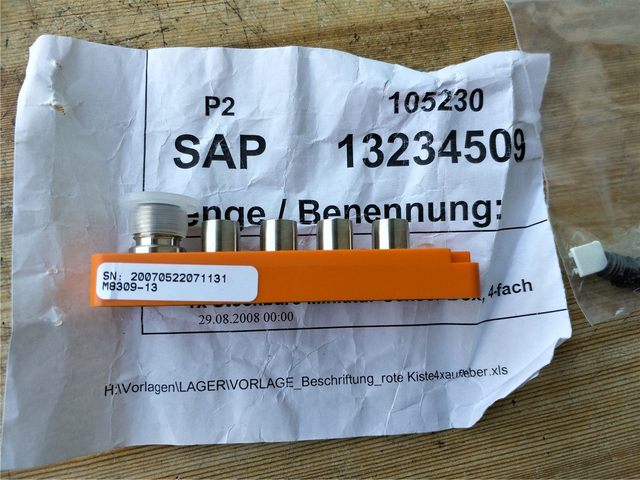 P2 105230
SAP 13234509
enge / Benennung:
SN: 20070522071131
M8309-13
4-fach
29.08.2008 00:00
H:\Vorlagen\LAGER\VORLAGE_Beschriftung_rote Kiste4xaufkleber.xls